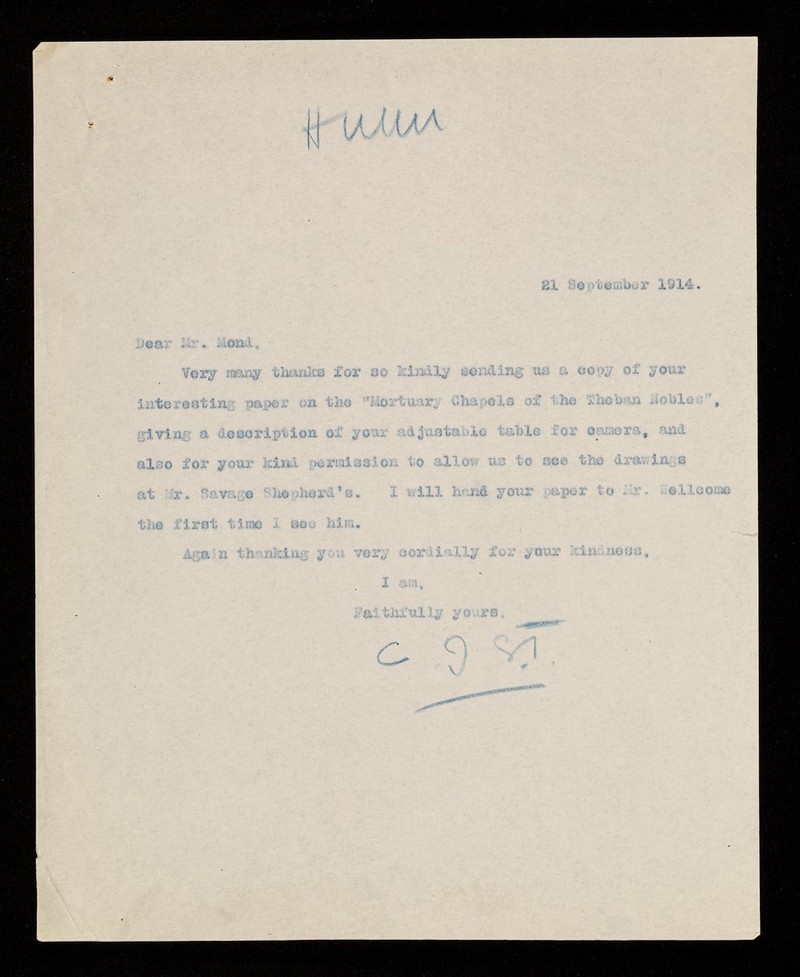 21 September 1914.
Dear Mr. Mond,
Very many thanks for so kindly sending us a copy of your
interesting paper on the "Mortuary Chapels of the Theban Nobles",
giving a description of your adjustable table for camera, and
also for your kind permission to allow us to see the drawings
at Mr. Savage Shepherd's. I will hand your paper to Mr. Wellcome
the first time I see him.
Again thanking you very cordially for your kindness,
I am,
Faithfully yours,
C J S T.